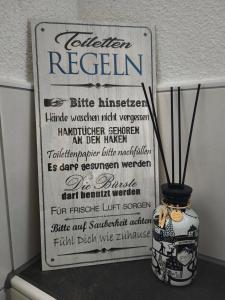 Toiletten
REGELN
Bitte hinsetzen
Hände waschen nicht vergessen
HANDTÜCHER GEHÖREN
AN DEN HAKEN
Toilettenpapier bitte nachfüllen
Es darf gesungen werden
Die Bürste
darf benutzt werden
FÜR FRISCHE LUFT SORGEN
Bitte auf Sauberkeit achten
Fühl Dich wie zuhause